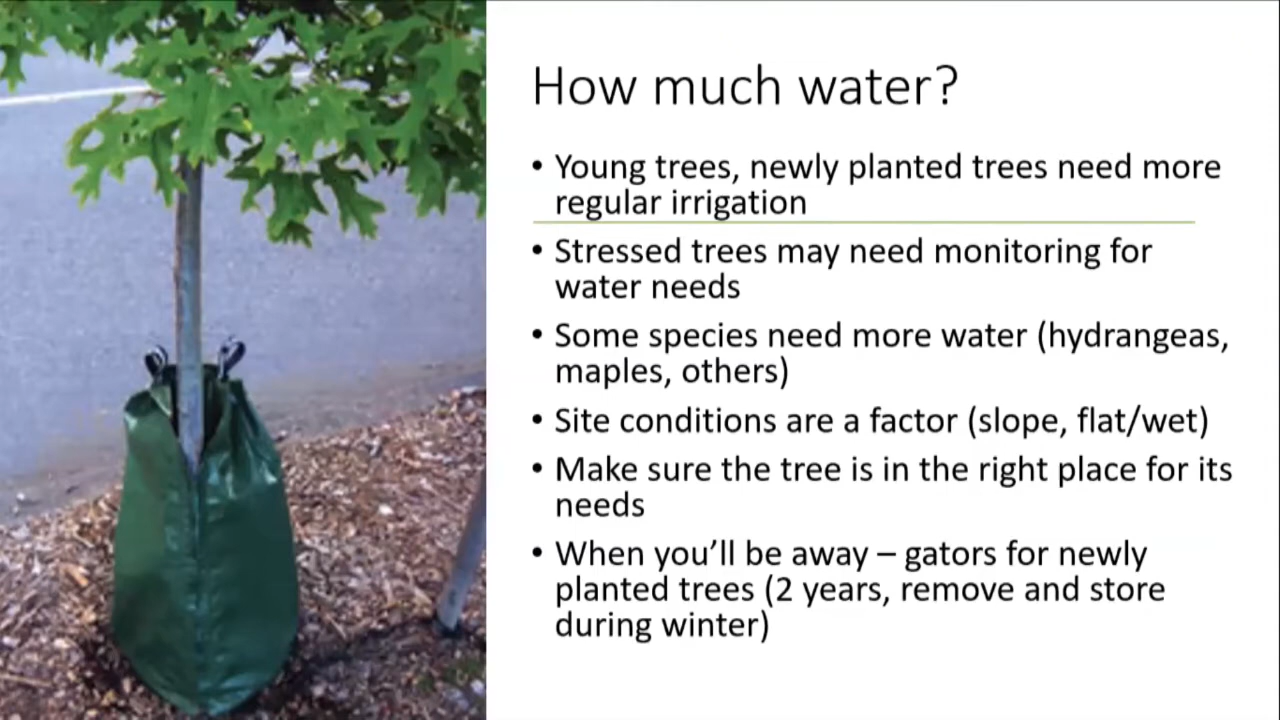 How much water?
• Young trees, newly planted trees need more
regular irrigation
• Stressed trees may need monitoring for
water needs
• Some species need more water (hydrangeas,
maples, others)
• Site conditions are a factor (slope, flat/wet)
• Make sure the tree is in the right place for its
needs
• When you’ll be away – gators for newly
planted trees (2 years, remove and store
during winter)